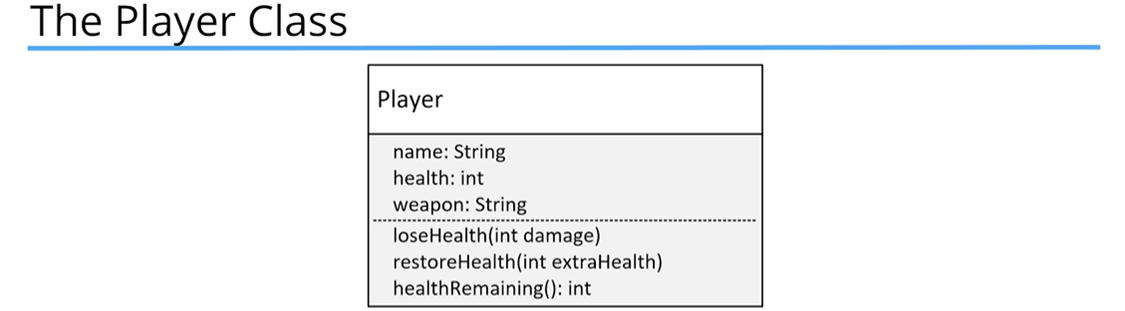 The Player Class
Player
name: String
health: int
weapon: String
loseHealth(int damage)
restoreHealth(int extraHealth)
healthRemaining(): int